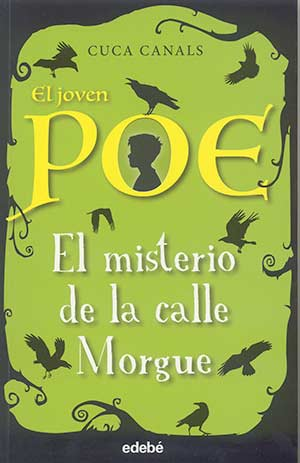 CUCA CANALS
El joven
POE
El misterio
de la calle
Morgue
edebé